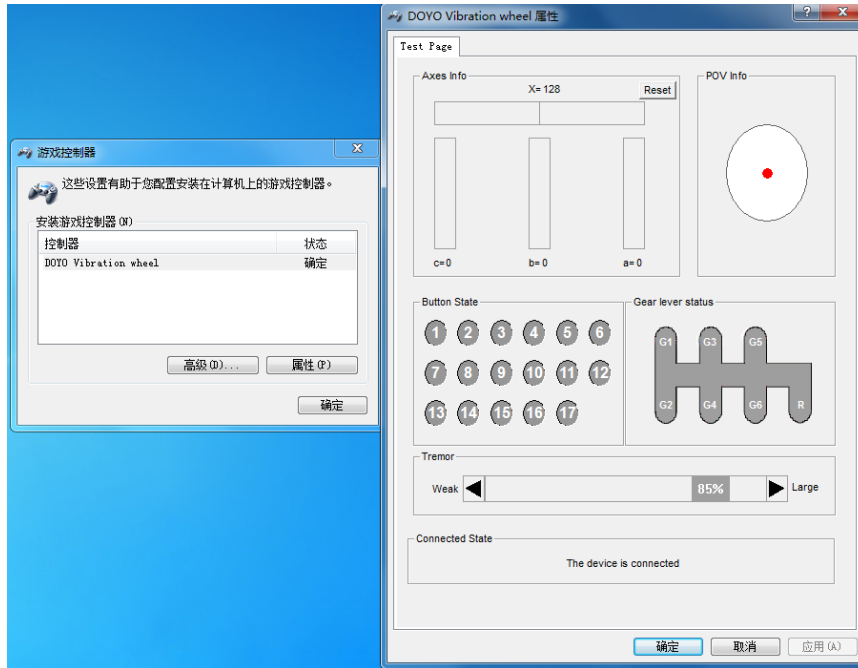 游戏控制器
这些设置有助于您配置安装在计算机上的游戏控制器。
安装游戏控制器(N)
控制器 状态
DOYO Vibration wheel 确定
高级(D)... 属性(P)
确定
DOYO Vibration wheel 属性
Test Page
Axes Info
X= 128
Reset
c= 0 b= 0 a= 0
POV Info
Button State
1 2 3 4 5 6
7 8 9 10 11 12
13 14 15 16 17
Gear lever status
G1 G3 G5
G2 G4 G6 R
Tremor
Weak 85% Large
Connected State
The device is connected
确定 取消 应用(A)